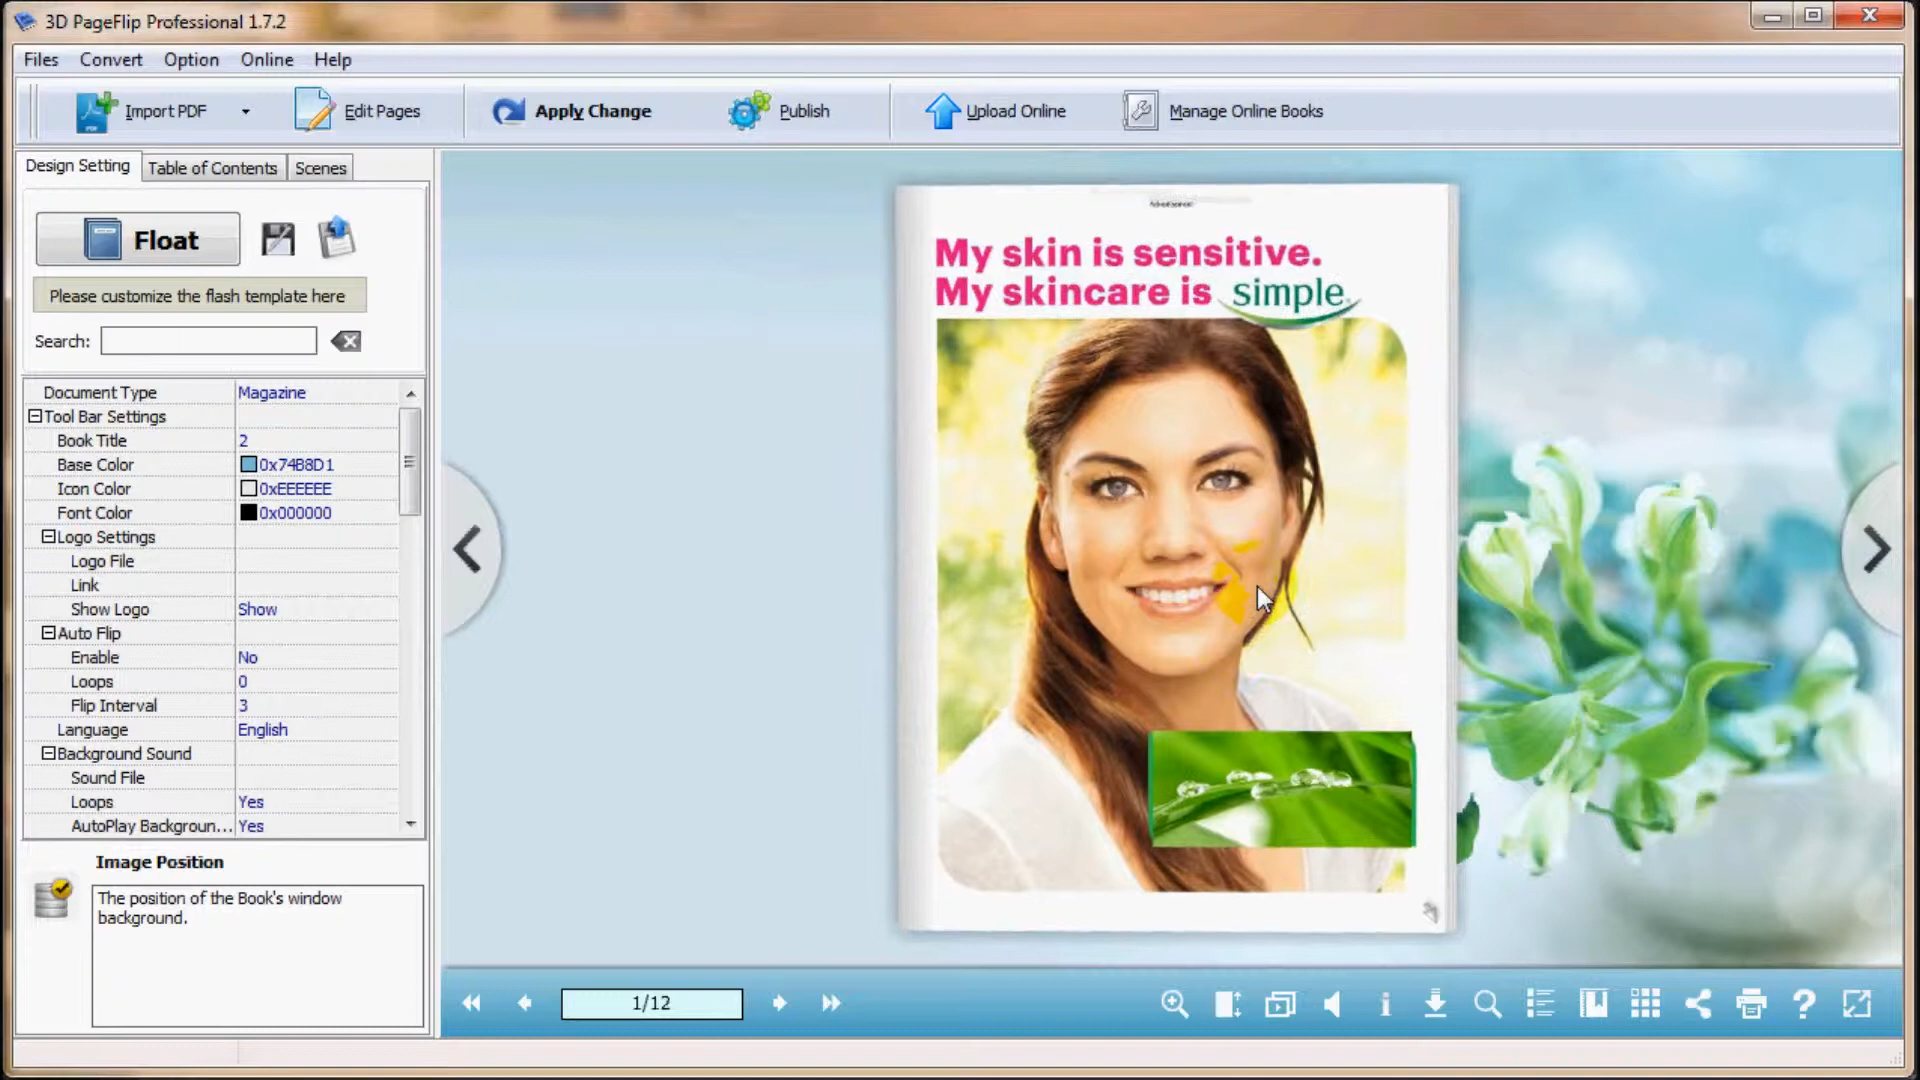 3D PageFlip Professional 1.7.2
Files Convert Option Online Help
Import PDF Edit Pages Apply Change Publish Upload Online Manage Online Books
Design Setting Table of Contents Scenes
Float
Please customize the flash template here
Search:
Document Type Magazine
Tool Bar Settings
Book Title 2
Base Color 0x74B8D1
Icon Color 0xEEEEEE
Font Color 0x000000
Logo Settings
Logo File
Link
Show Logo Show
Auto Flip
Enable No
Loops 0
Flip Interval 3
Language English
Background Sound
Sound File
Loops Yes
AutoPlay Backgroun... Yes
Image Position
The position of the Book's window
background.
My skin is sensitive.
My skincare is simple
1/12